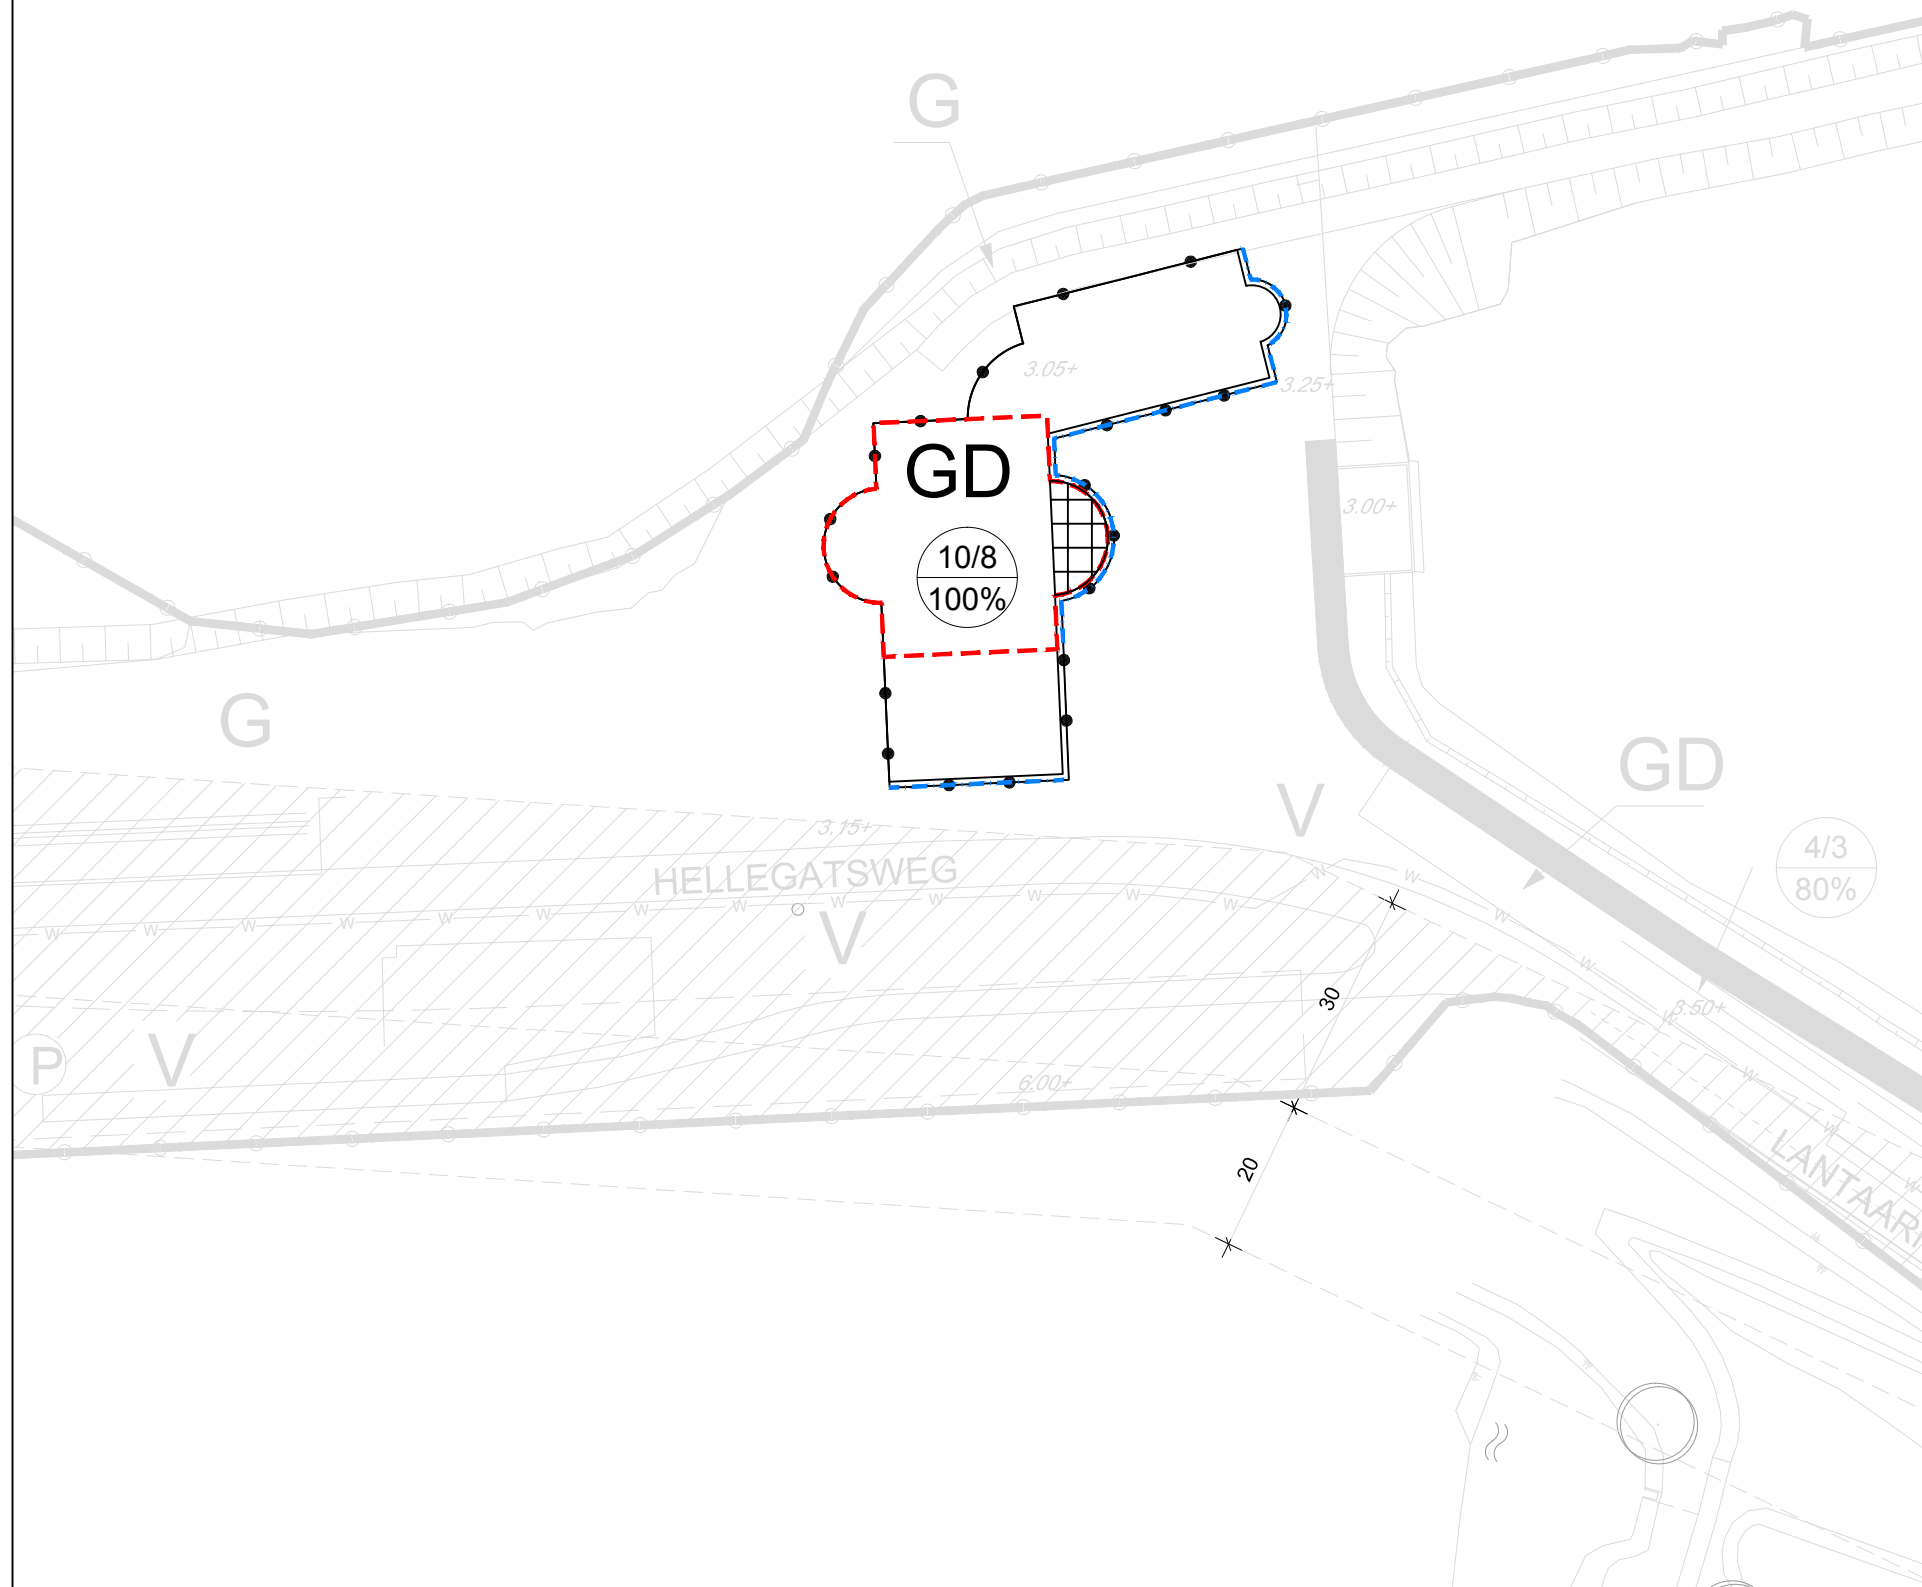 G
3.05+
3.25+
GD
3.00+
10/8
100%
G
GD
V
3.15+
4/3
80%
HELLEGATSWEG
W W W W W W W W W W W W W W W W W
V
30
3.50+
P
V
6.00+
20
LANTAAR